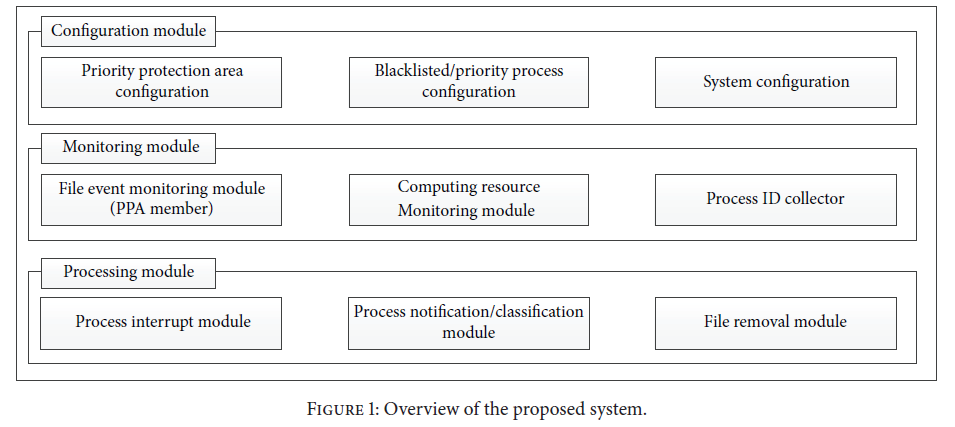 Configuration module
Priority protection area
configuration
Blacklisted/priority process
configuration
System configuration
Monitoring module
File event monitoring module
(PPA member)
Computing resource
Monitoring module
Process ID collector
Processing module
Process interrupt module
Process notification/classification
module
File removal module
FIGURE 1: Overview of the proposed system.